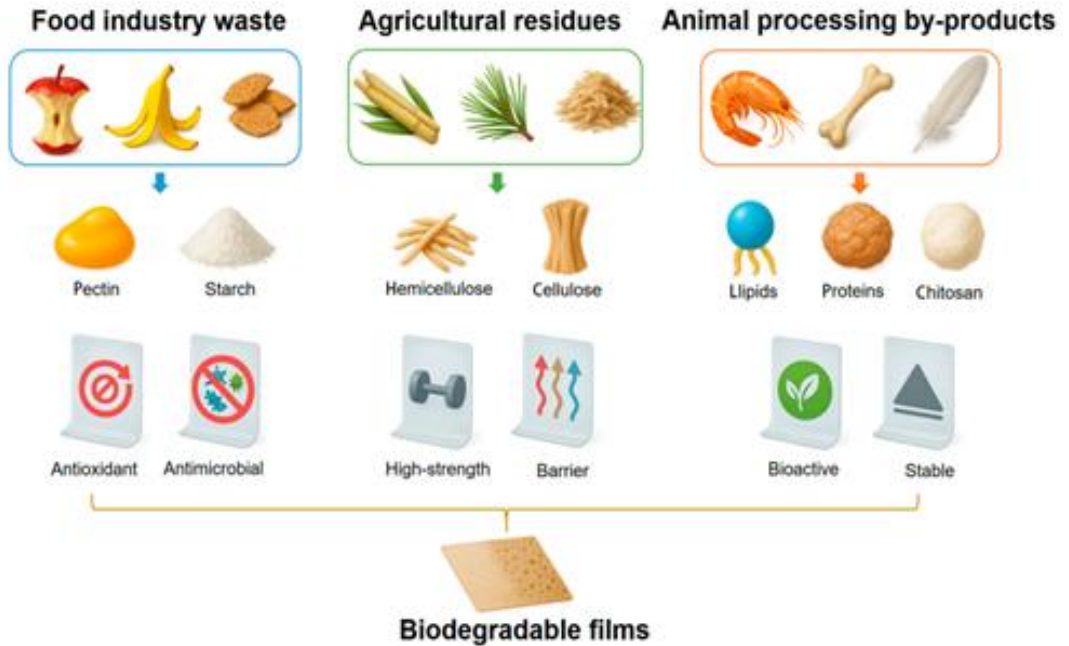 Food industry waste
Agricultural residues
Animal processing by-products
Pectin
Starch
Hemicellulose
Cellulose
Llipids
Proteins
Chitosan
Antioxidant
Antimicrobial
High-strength
Barrier
Bioactive
Stable
Biodegradable films